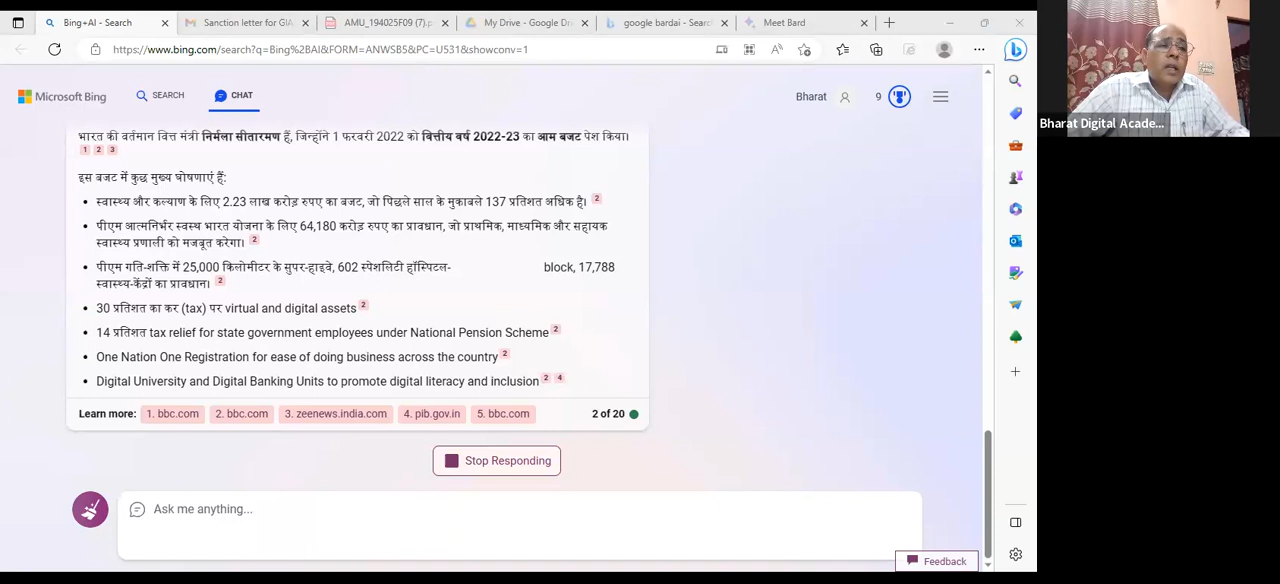 Bing+AI - Search
Sanction letter for GIA
AMU_194025F09 (7).p
My Drive - Google Dri
google bardai - Search
Meet Bard
https://www.bing.com/search?q=Bing%2BAI&FORM=ANWSB5&PC=U531&showconv=1
Microsoft Bing
SEARCH
CHAT
Bharat
9
Bharat Digital Acade...
भारत की वर्तमान वित्त मंत्री निर्मला सीतारमण हैं, जिन्होंने 1 फरवरी 2022 को वित्तीय वर्ष 2022-23 का आम बजट पेश किया।
1 2 3
इस बजट में कुछ मुख्य घोषणाएं हैं:
• स्वास्थ्य और कल्याण के लिए 2.23 लाख करोड़ रुपए का बजट, जो पिछले साल के मुकाबले 137 प्रतिशत अधिक है। 2
• पीएम आत्मनिर्भर स्वस्थ भारत योजना के लिए 64,180 करोड़ रुपए का प्रावधान, जो प्राथमिक, माध्यमिक और सहायक
स्वास्थ्य प्रणाली को मजबूत करेगा। 2
• पीएम गति-शक्ति में 25,000 किलोमीटर के सुपर-हाइवे, 602 स्पेशलिटी हॉस्पिटल- block, 17,788
स्वास्थ्य-केंद्रों का प्रावधान। 2
• 30 प्रतिशत का कर (tax) पर virtual and digital assets 2
• 14 प्रतिशत tax relief for state government employees under National Pension Scheme 2
• One Nation One Registration for ease of doing business across the country 2
• Digital University and Digital Banking Units to promote digital literacy and inclusion 2 4
Learn more: 1. bbc.com 2. bbc.com 3. zeenews.india.com 4. pib.gov.in 5. bbc.com 2 of 20
Stop Responding
Ask me anything...
Feedback